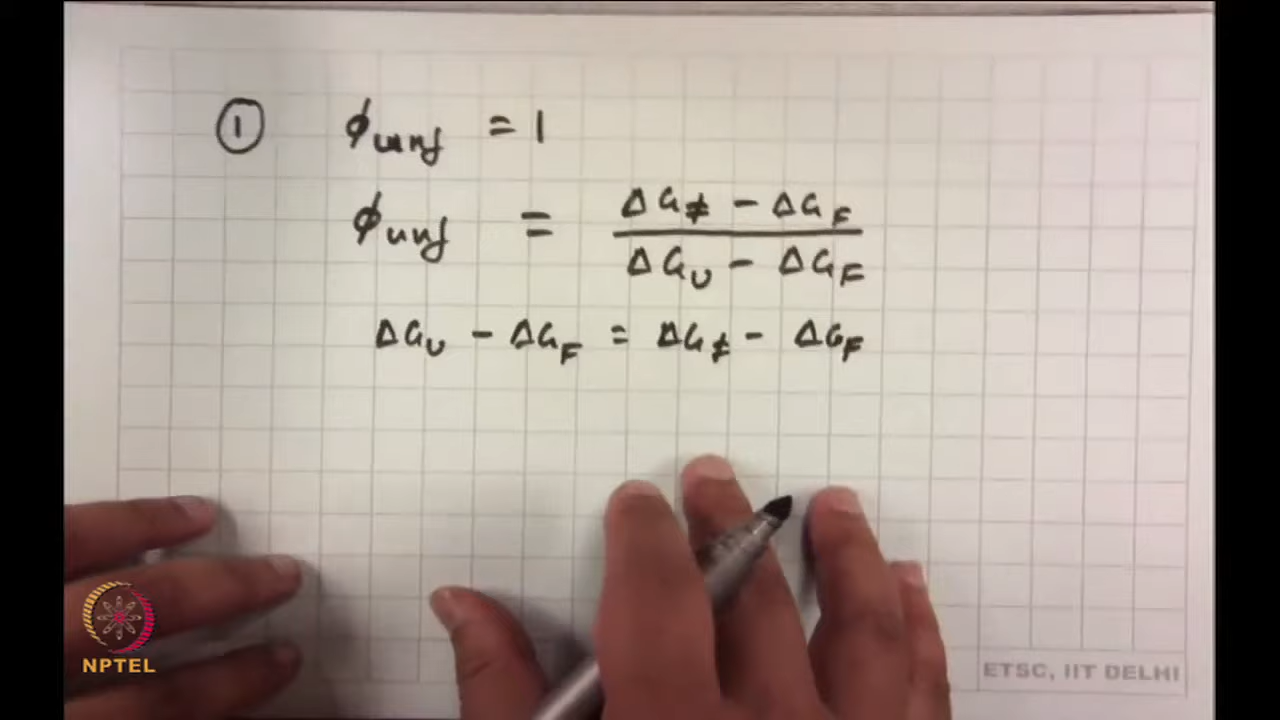 ① ϕunf = 1
ϕunf = ΔG≠ - ΔGF / ΔGU - ΔGF
ΔGU - ΔGF = ΔG≠ - ΔGF
NPTEL
ETSC, IIT DELHI